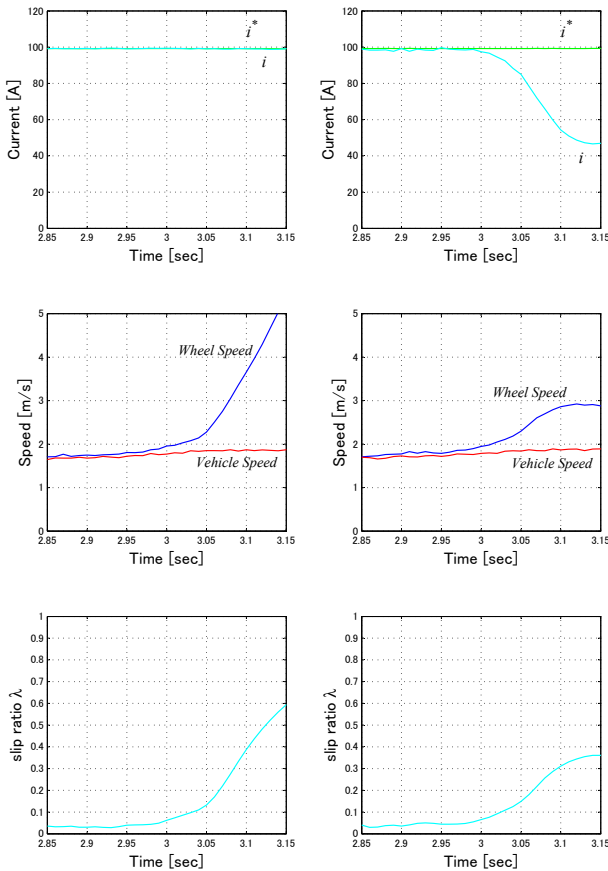 i*
i
120
100
80
60
40
20
0
Current [A]
2.85 2.9 2.95 3 3.05 3.1 3.15
Time [sec]
i*
i
120
100
80
60
40
20
0
Current [A]
2.85 2.9 2.95 3 3.05 3.1 3.15
Time [sec]
5
4
3
2
1
0
Speed [m/s]
Wheel Speed
Vehicle Speed
2.85 2.9 2.95 3 3.05 3.1 3.15
Time [sec]
5
4
3
2
1
0
Speed [m/s]
Wheel Speed
Vehicle Speed
2.85 2.9 2.95 3 3.05 3.1 3.15
Time [sec]
1
0.9
0.8
0.7
0.6
0.5
0.4
0.3
0.2
0.1
0
slip ratio λ
2.85 2.9 2.95 3 3.05 3.1 3.15
Time [sec]
1
0.9
0.8
0.7
0.6
0.5
0.4
0.3
0.2
0.1
0
slip ratio λ
2.85 2.9 2.95 3 3.05 3.1 3.15
Time [sec]